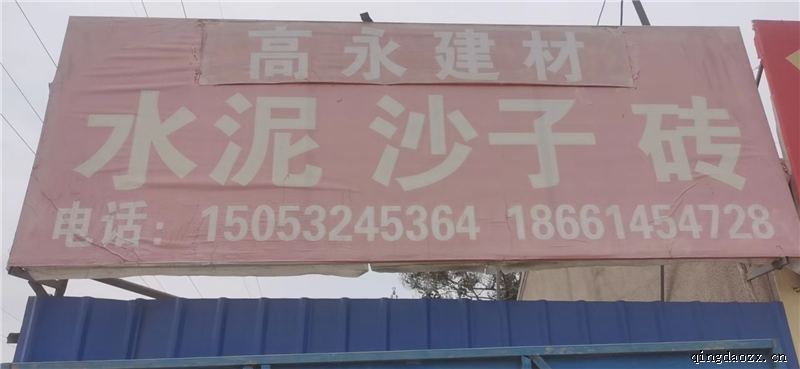 高永建材
水泥 沙子 砖
电话：15053245364 18661454728
qingdaozx.cn